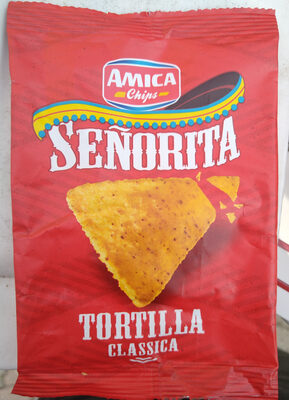 AMICA
Chips
SEÑORITA
TORTILLA
CLASSICA